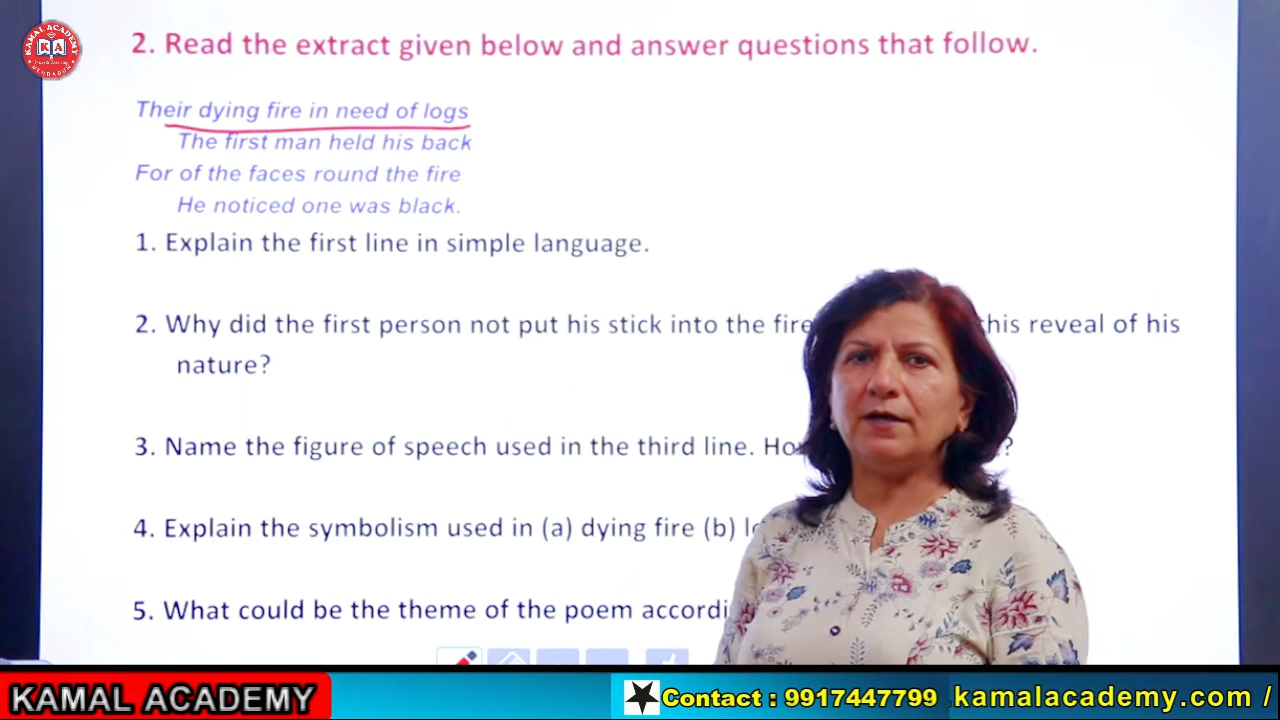 KAMAL ACADEMY
KA
2. Read the extract given below and answer questions that follow.
Their dying fire in need of logs
The first man held his back
For of the faces round the fire
He noticed one was black.
1. Explain the first line in simple language.
2. Why did the first person not put his stick into the fire this reveal of his
nature?
3. Name the figure of speech used in the third line. ?
4. Explain the symbolism used in (a) dying fire (b)
5. What could be the theme of the poem
KAMAL ACADEMY
Contact : 9917447799
kamalacademy.com /